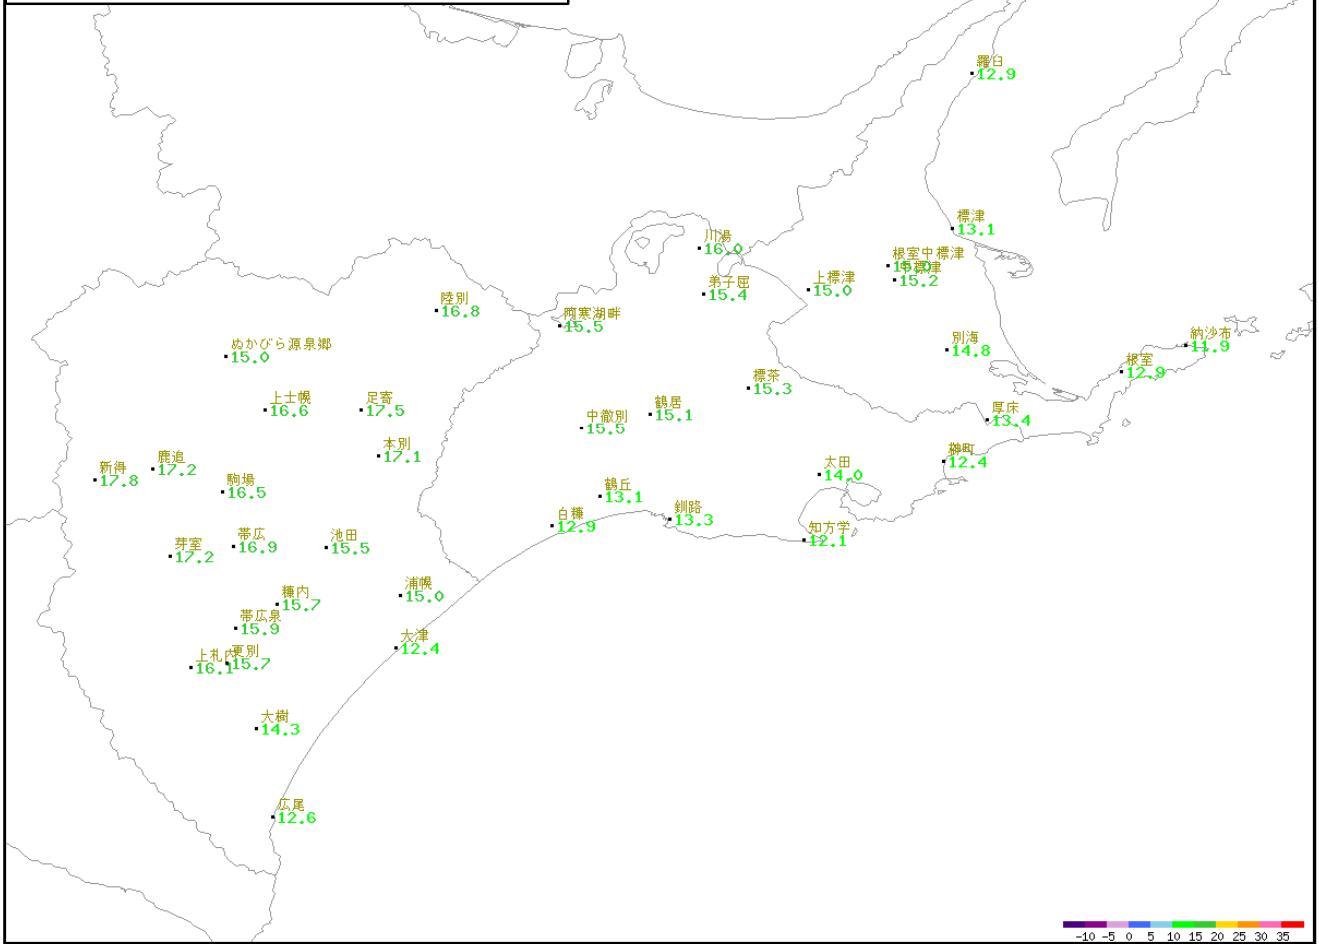 羅臼
12.9
標津
13.1
川湯
16.0
根室中標津
中標津
15.2
弟子屈
15.4
上標津
15.0
陸別
16.8
阿寒湖畔
15.5
ぬかびら源泉郷
15.0
別海
14.8
納沙布
11.9
根室
12.9
標茶
15.3
上士幌
16.6
足寄
17.5
鶴居
15.1
中徹別
15.5
厚床
13.4
本別
17.1
榊町
12.4
鹿追
17.2
新得
17.8
太田
14.0
駒場
16.5
鶴丘
13.1
釧路
13.3
白糠
12.9
知方学
12.1
帯広
16.9
池田
15.5
芽室
17.2
浦幌
15.0
糠内
15.7
帯広泉
15.9
大津
12.4
上札内
16.1
更別
15.7
大樹
14.3
広尾
12.6
-10 -5 0 5 10 15 20 25 30 35